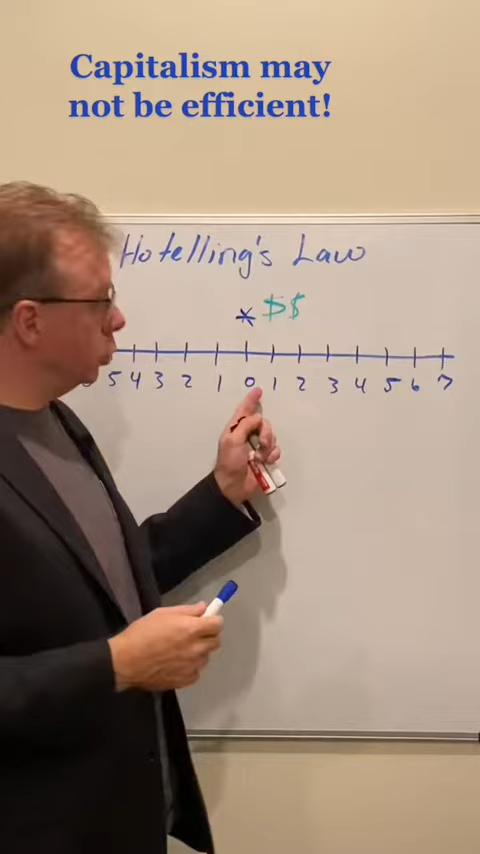 Capitalism may
not be efficient!
Hotelling's Law
* $$
5 4 3 2 1 0 1 2 3 4 5 6 7